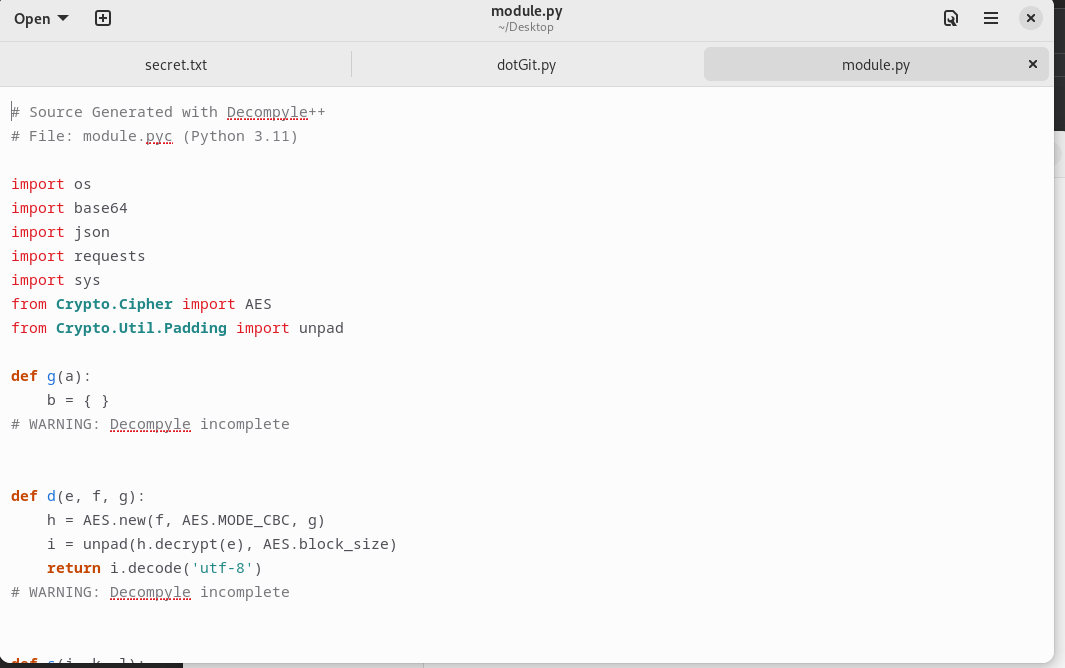 Open
module.py
~/Desktop
secret.txt
dotGit.py
module.py
# Source Generated with Decompyle++
# File: module.pyc (Python 3.11)
import os
import base64
import json
import requests
import sys
from Crypto.Cipher import AES
from Crypto.Util.Padding import unpad
def g(a):
    b = { }
# WARNING: Decompyle incomplete
def d(e, f, g):
    h = AES.new(f, AES.MODE_CBC, g)
    i = unpad(h.decrypt(e), AES.block_size)
    return i.decode('utf-8')
# WARNING: Decompyle incomplete